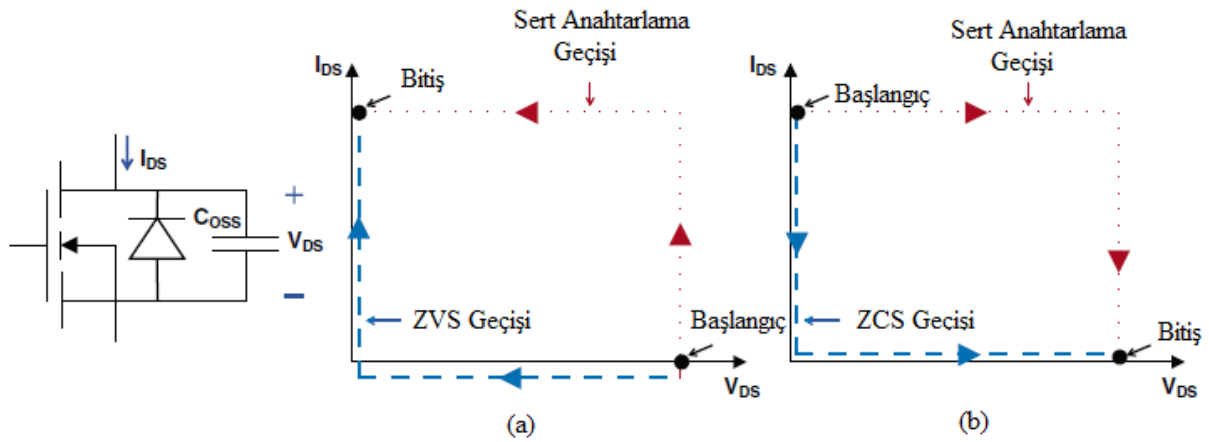 I_DS
C_OSS
+
V_DS
−
Sert Anahtarlama
Geçişi
I_DS
Bitiş
ZVS Geçişi
Başlangıç
V_DS
(a)
Sert Anahtarlama
Geçişi
I_DS
Başlangıç
ZCS Geçişi
Bitiş
V_DS
(b)